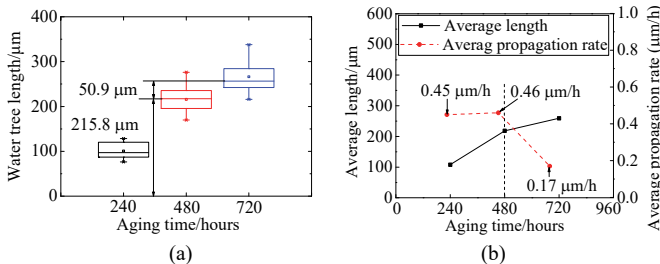 (a)
Water tree length/μm
400
300
200
100
0
50.9 μm
215.8 μm
240
480
720
Aging time/hours
(a)
(b)
Average length/μm
600
500
400
300
200
100
0
Average length
Averag propagation rate
0.45 μm/h
0.46 μm/h
0.17 μm/h
0
240
480
720
960
Aging time/hours
1.0
0.8
0.6
0.4
0.2
0.0
Average propagation rate (μm/h)
(b)